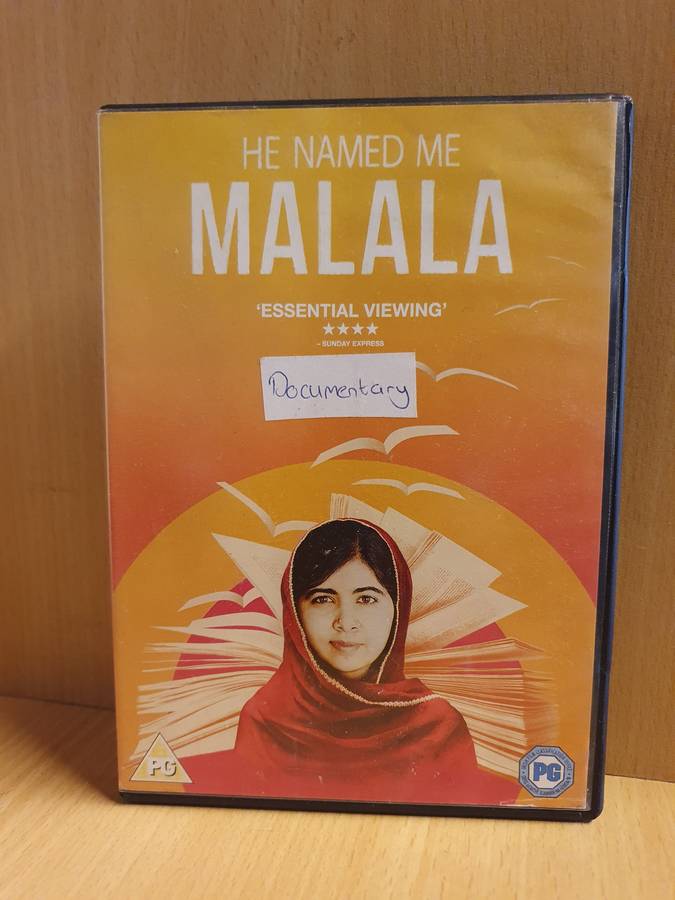 HE NAMED ME
MALALA
'ESSENTIAL VIEWING'
– SUNDAY EXPRESS
Documentary
PG
PG